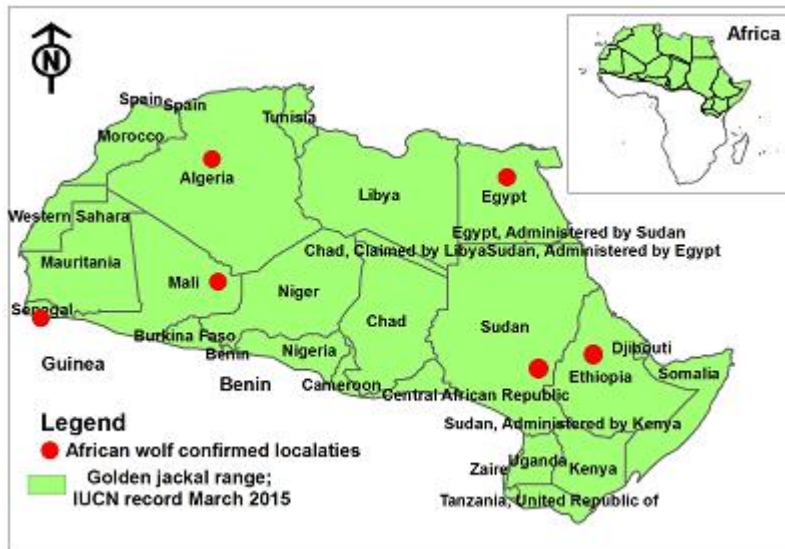 N
Africa
Spain
Spain
Tunisia
Morocco
Algeria
Libya
Egypt
Western Sahara
Egypt, Administered by Sudan
Chad, Claimed by Libya
Sudan, Administered by Egypt
Mauritania
Mali
Niger
Chad
Sudan
Senegal
Burkina Faso
Benin
Nigeria
Djibouti
Ethiopia
Somalia
Guinea
Benin
Cameroon
Central African Republic
Sudan, Administered by Kenya
Uganda
Zaire
Kenya
Tanzania, United Republic of
Legend
African wolf confirmed localaties
Golden jackal range;
IUCN record March 2015